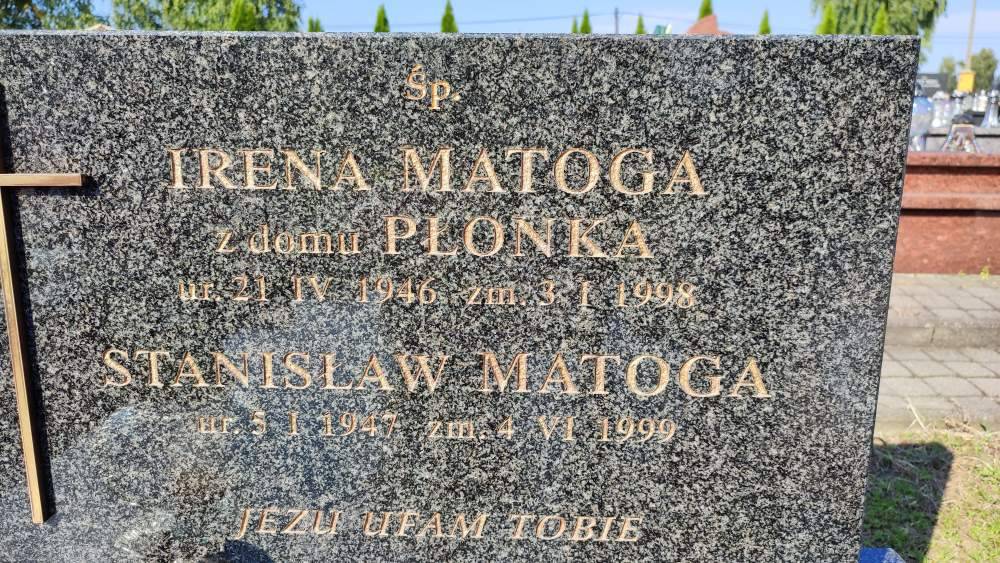 Śp.
IRENA MATOGA
z domu PŁONKA
ur. 21 IV 1946 zm. 3 I 1998
STANISŁAW MATOGA
ur. 5 I 1947 zm. 4 VI 1999
JEZU UFAM TOBIE